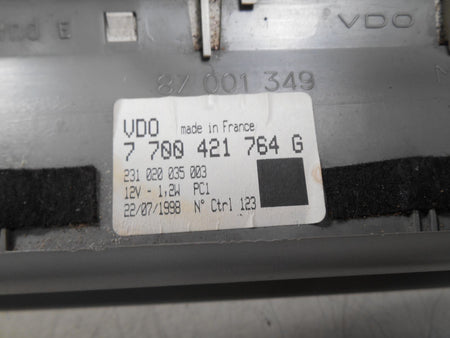 VDO
87 001 349
VDO made in France
7 700 421 764 G
231 020 035 003
12V - 1,2W PC1
22/07/1998 N° Ctrl 123